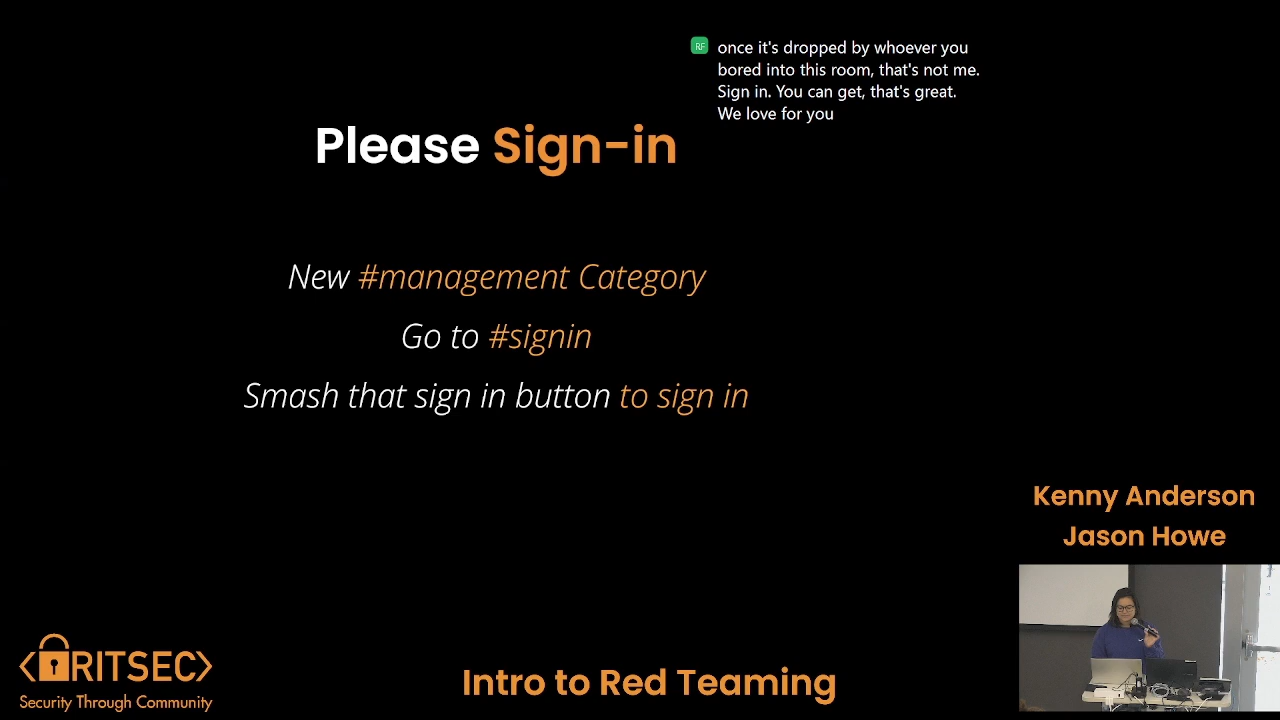 RF
once it's dropped by whoever you
bored into this room, that's not me.
Sign in. You can get, that's great.
We love for you
Please Sign-in
New #management Category
Go to #signin
Smash that sign in button to sign in
Kenny Anderson
Jason Howe
RITSEC
Security Through Community
Intro to Red Teaming